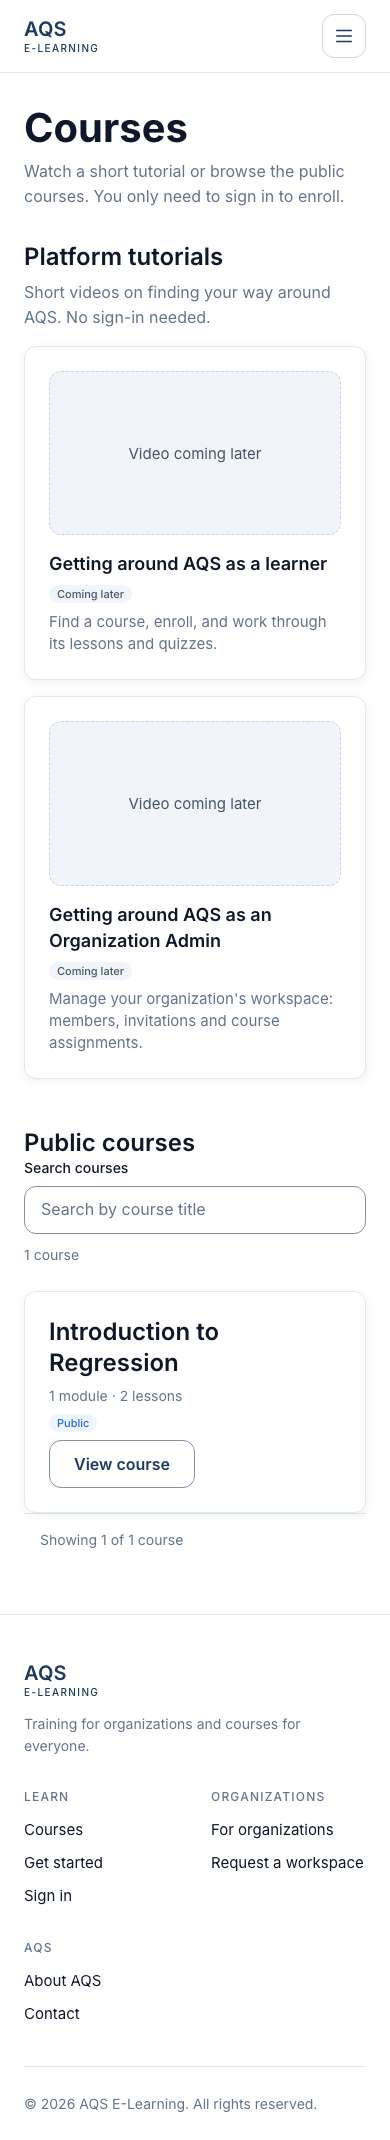 AQS
E-LEARNING
Courses
Watch a short tutorial or browse the public
courses. You only need to sign in to enroll.
Platform tutorials
Short videos on finding your way around
AQS. No sign-in needed.
Video coming later
Getting around AQS as a learner
Coming later
Find a course, enroll, and work through
its lessons and quizzes.
Video coming later
Getting around AQS as an
Organization Admin
Coming later
Manage your organization's workspace:
members, invitations and course
assignments.
Public courses
Search courses
Search by course title
1 course
Introduction to
Regression
1 module · 2 lessons
Public
View course
Showing 1 of 1 course
AQS
E-LEARNING
Training for organizations and courses for
everyone.
LEARN
Courses
Get started
Sign in
ORGANIZATIONS
For organizations
Request a workspace
AQS
About AQS
Contact
© 2026 AQS E-Learning. All rights reserved.